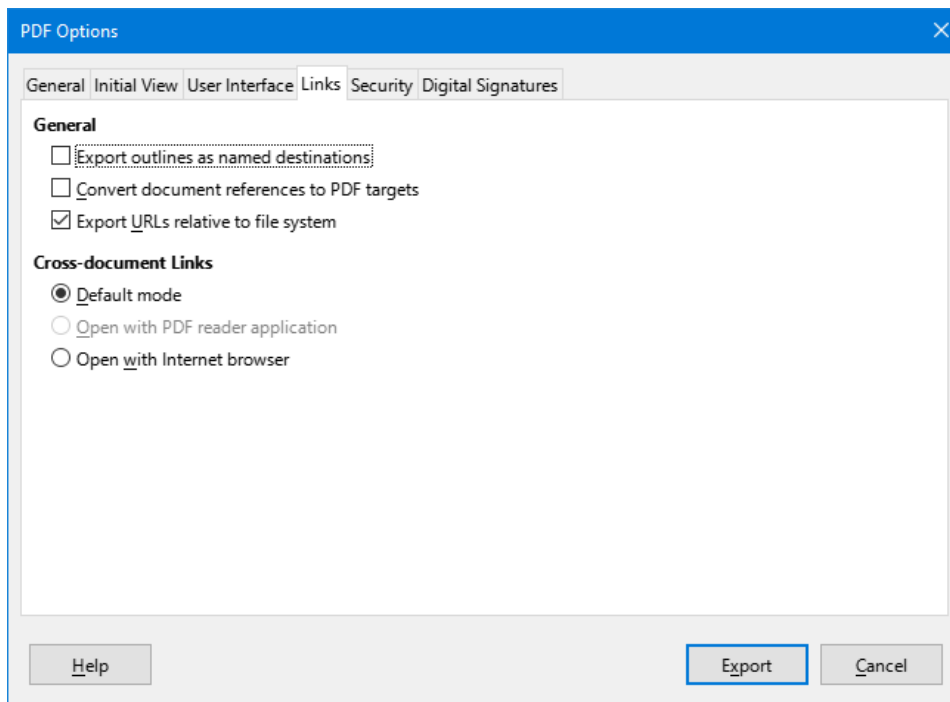 PDF Options
General Initial View User Interface Links Security Digital Signatures
General
Export outlines as named destinations
Convert document references to PDF targets
Export URLs relative to file system
Cross-document Links
Default mode
Open with PDF reader application
Open with Internet browser
Help Export Cancel